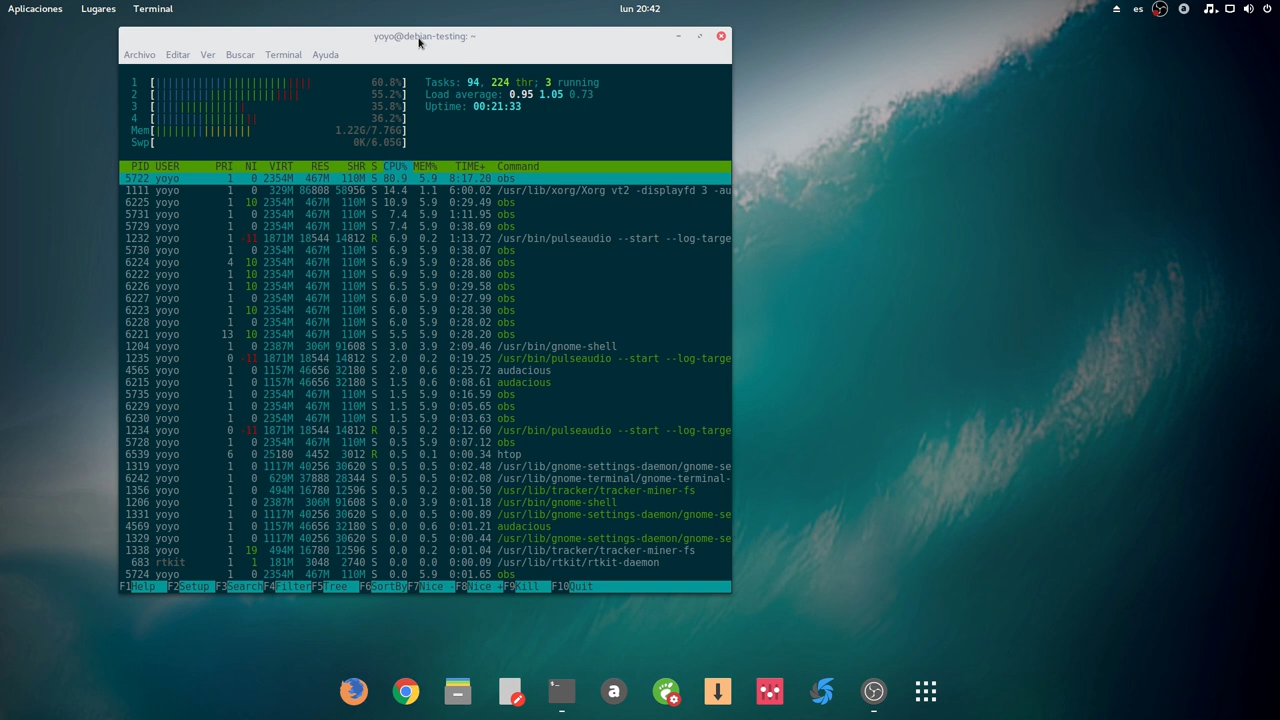 Aplicaciones Lugares Terminal lun 20:42 es
yoyo@debian-testing: ~
Archivo Editar Ver Buscar Terminal Ayuda
1 [ 60.8%] Tasks: 94, 224 thr; 3 running
2 [ 55.2%] Load average: 0.95 1.05 0.73
3 [ 35.8%] Uptime: 00:21:33
4 [ 36.2%]
Mem[ 1.22G/7.76G]
Swp[ 0K/6.05G]
PID USER PRI NI VIRT RES SHR S CPU% MEM% TIME+ Command
5722 yoyo 1 0 2354M 467M 110M S 80.9 5.9 8:17.20 obs
1111 yoyo 1 0 329M 86808 58956 S 14.4 1.1 6:00.02 /usr/lib/xorg/Xorg vt2 -displayfd 3 -au
6225 yoyo 1 10 2354M 467M 110M S 10.9 5.9 0:29.49 obs
5731 yoyo 1 0 2354M 467M 110M S 7.4 5.9 1:11.95 obs
5729 yoyo 1 0 2354M 467M 110M S 7.4 5.9 0:38.69 obs
1232 yoyo 1 -11 1871M 18544 14812 R 6.9 0.2 1:13.72 /usr/bin/pulseaudio --start --log-targe
5730 yoyo 1 0 2354M 467M 110M S 6.9 5.9 0:38.07 obs
6224 yoyo 4 10 2354M 467M 110M S 6.9 5.9 0:28.86 obs
6222 yoyo 1 10 2354M 467M 110M S 6.9 5.9 0:28.80 obs
6226 yoyo 1 10 2354M 467M 110M S 6.5 5.9 0:29.58 obs
6227 yoyo 1 0 2354M 467M 110M S 6.0 5.9 0:27.99 obs
6223 yoyo 1 10 2354M 467M 110M S 6.0 5.9 0:28.30 obs
6228 yoyo 1 0 2354M 467M 110M S 6.0 5.9 0:28.02 obs
6221 yoyo 13 10 2354M 467M 110M S 5.5 5.9 0:28.20 obs
1204 yoyo 1 0 2387M 306M 91608 S 3.0 3.9 2:09.46 /usr/bin/gnome-shell
1235 yoyo 0 -11 1871M 18544 14812 S 2.0 0.2 0:19.25 /usr/bin/pulseaudio --start --log-targe
4565 yoyo 1 0 1157M 46656 32180 S 2.0 0.6 0:25.72 audacious
6215 yoyo 1 0 1157M 46656 32180 S 1.5 0.6 0:08.61 audacious
5735 yoyo 1 0 2354M 467M 110M S 1.5 5.9 0:16.59 obs
6229 yoyo 1 0 2354M 467M 110M S 1.5 5.9 0:05.65 obs
6230 yoyo 1 0 2354M 467M 110M S 1.5 5.9 0:03.63 obs
1234 yoyo 0 -11 1871M 18544 14812 R 0.5 0.2 0:12.60 /usr/bin/pulseaudio --start --log-targe
5728 yoyo 1 0 2354M 467M 110M S 0.5 5.9 0:07.12 obs
6539 yoyo 6 0 25180 4452 3012 R 0.5 0.1 0:00.34 htop
1319 yoyo 1 0 1117M 40256 30620 S 0.5 0.5 0:02.48 /usr/lib/gnome-settings-daemon/gnome-se
6242 yoyo 1 0 629M 37888 28344 S 0.5 0.5 0:02.08 /usr/lib/gnome-terminal/gnome-terminal-
1356 yoyo 1 0 494M 16780 12596 S 0.5 0.2 0:00.50 /usr/lib/tracker/tracker-miner-fs
1206 yoyo 1 0 2387M 306M 91608 S 0.0 3.9 0:01.18 /usr/bin/gnome-shell
1331 yoyo 1 0 1117M 40256 30620 S 0.0 0.5 0:00.89 /usr/lib/gnome-settings-daemon/gnome-se
4569 yoyo 1 0 1157M 46656 32180 S 0.0 0.6 0:01.21 audacious
1329 yoyo 1 0 1117M 40256 30620 S 0.0 0.5 0:00.44 /usr/lib/gnome-settings-daemon/gnome-se
1338 yoyo 1 19 494M 16780 12596 S 0.0 0.2 0:01.04 /usr/lib/tracker/tracker-miner-fs
683 rtkit 1 1 181M 3048 2740 S 0.0 0.0 0:00.09 /usr/lib/rtkit/rtkit-daemon
5724 yoyo 1 0 2354M 467M 110M S 0.0 5.9 0:01.65 obs
F1Help F2Setup F3SearchF4FilterF5Tree F6SortByF7Nice -F8Nice +F9Kill F10Quit